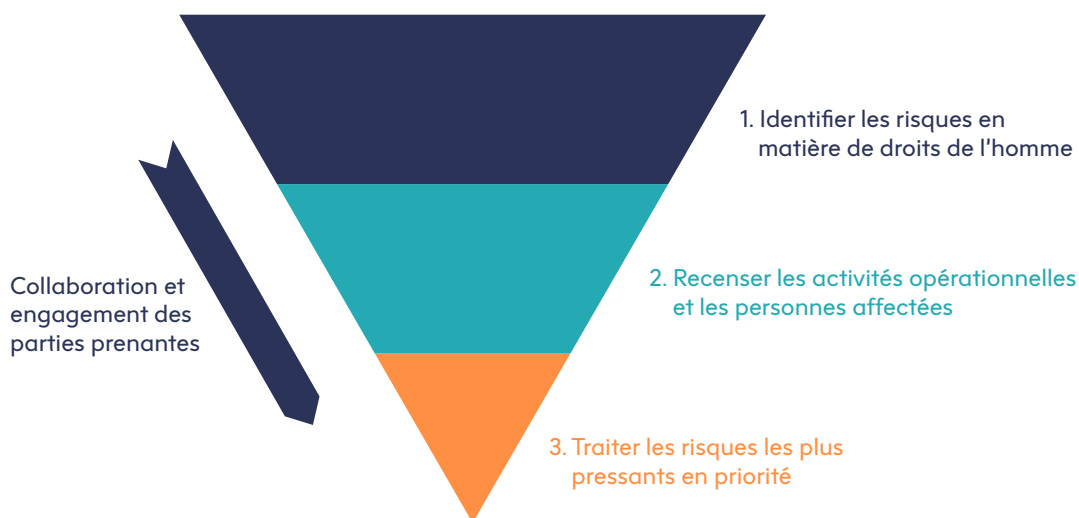 1. Identifier les risques en
matière de droits de l'homme
Collaboration et
engagement des
parties prenantes
2. Recenser les activités opérationnelles
et les personnes affectées
3. Traiter les risques les plus
pressants en priorité